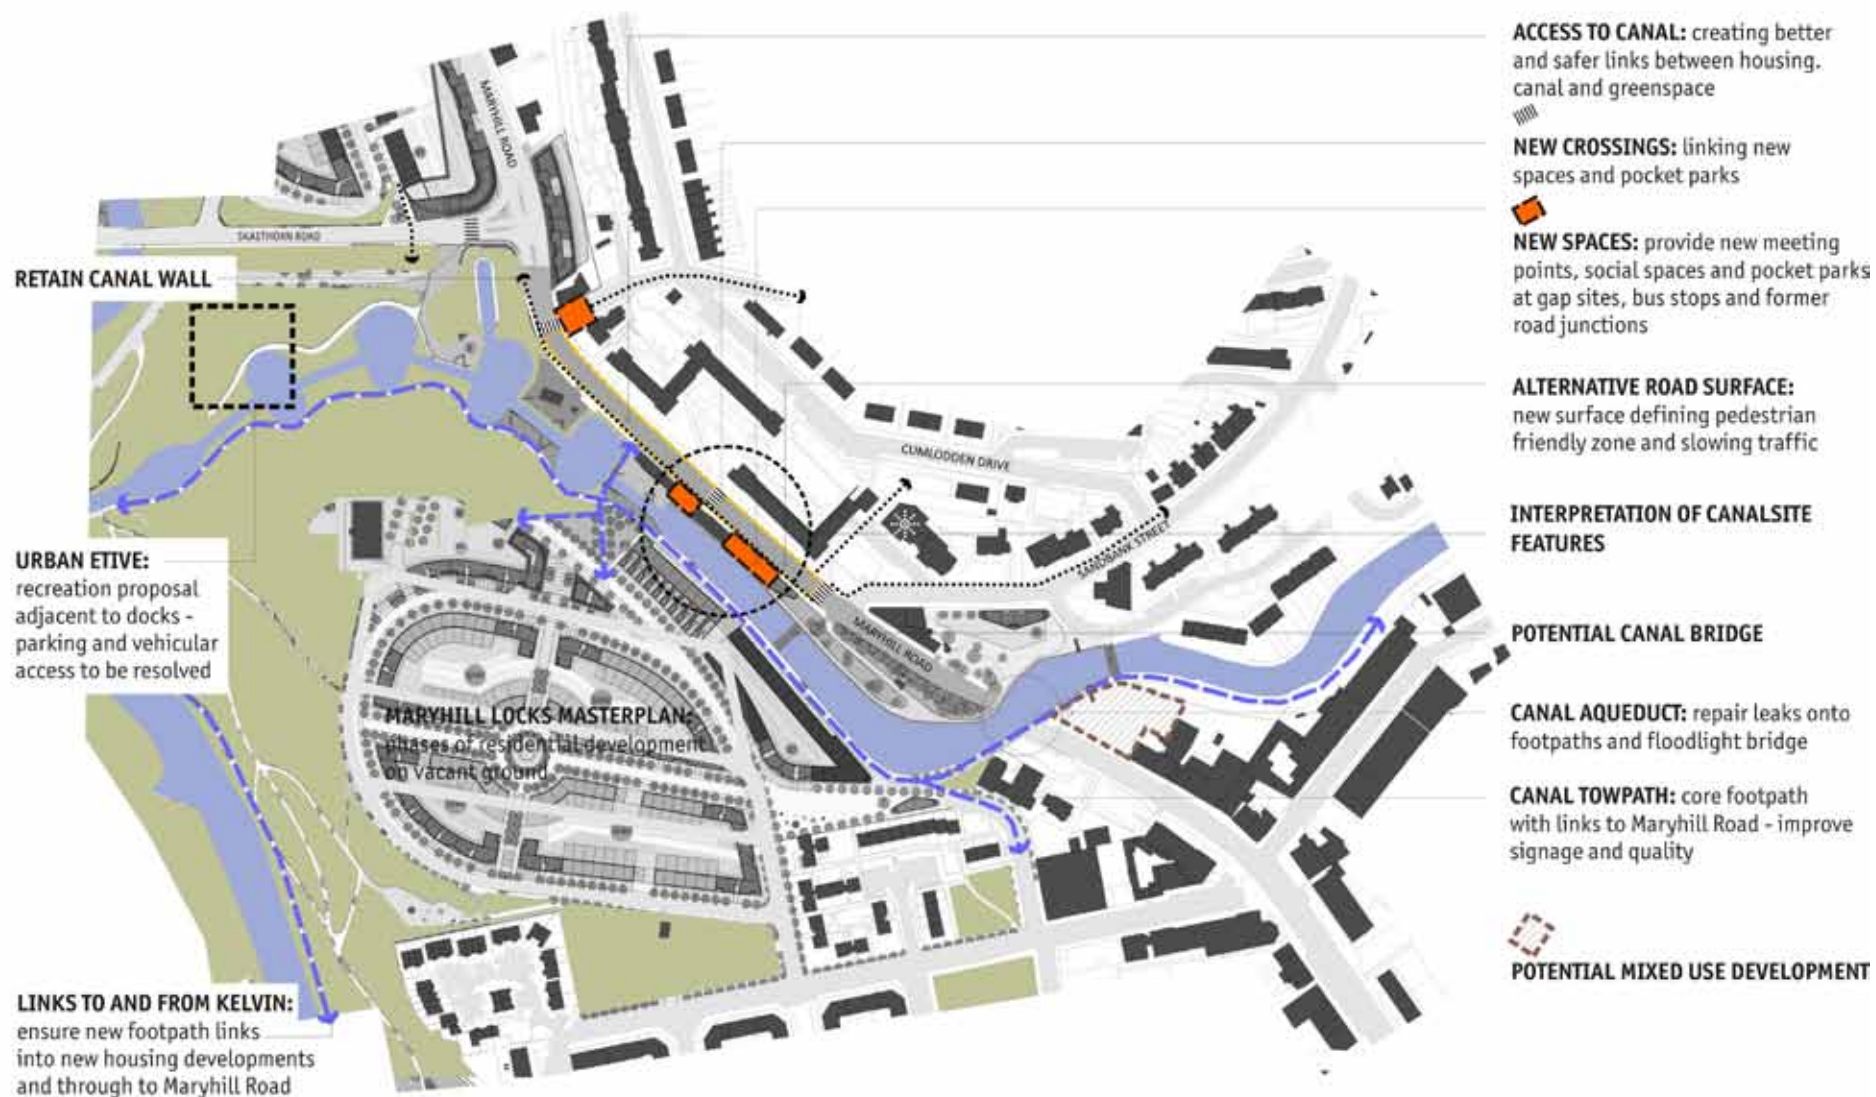 ACCESS TO CANAL: creating better
and safer links between housing.
canal and greenspace
NEW CROSSINGS: linking new
spaces and pocket parks
NEW SPACES: provide new meeting
points, social spaces and pocket parks
at gap sites, bus stops and former
road junctions
ALTERNATIVE ROAD SURFACE:
new surface defining pedestrian
friendly zone and slowing traffic
INTERPRETATION OF CANALSITE
FEATURES
POTENTIAL CANAL BRIDGE
CANAL AQUEDUCT: repair leaks onto
footpaths and floodlight bridge
CANAL TOWPATH: core footpath
with links to Maryhill Road - improve
signage and quality
POTENTIAL MIXED USE DEVELOPMENT
MARYHILL ROAD
SKAITHORN ROAD
RETAIN CANAL WALL
CUMLODDEN DRIVE
SANDBANK STREET
MARYHILL ROAD
URBAN ETIVE:
recreation proposal
adjacent to docks -
parking and vehicular
access to be resolved
MARYHILL LOCKS MASTERPLAN:
phases of residential development
on vacant ground
LINKS TO AND FROM KELVIN:
ensure new footpath links
into new housing developments
and through to Maryhill Road